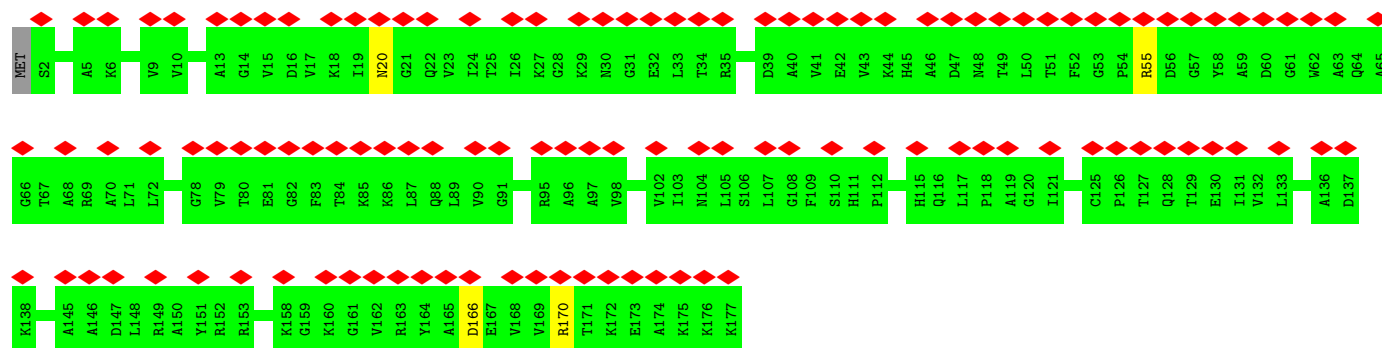 MET S2 A5 K6 V9 V10 A13 G14 V15 D16 V17 K18 I19 N20 G21 Q22 V23 I24 T25 I26 K27 G28 K29 N30 G31 E32 L33 T34 R35 D39 A40 V41 E42 V43 K44 H45 A46 D47 N48 T49 L50 T51 F52 G53 P54 R55 D56 G57 Y58 A59 D60 G61 W62 A63 Q64 A65
G66 T67 A68 R69 A70 L71 L72 G78 V79 T80 E81 G82 F83 T84 K85 K86 L87 Q88 L89 V90 G91 R95 A96 A97 V98 V102 I103 N104 L105 S106 L107 G108 F109 S110 H111 P112 H115 Q116 L117 P118 A119 G120 I121 C125 P126 T127 Q128 T129 E130 I131 V132 L133 A136 D137
K138 A145 A146 D147 L148 R149 A150 Y151 R152 R153 K158 G159 K160 G161 V162 R163 Y164 A165 D166 E167 V168 V169 R170 T171 K172 E173 A174 K175 K176 K177